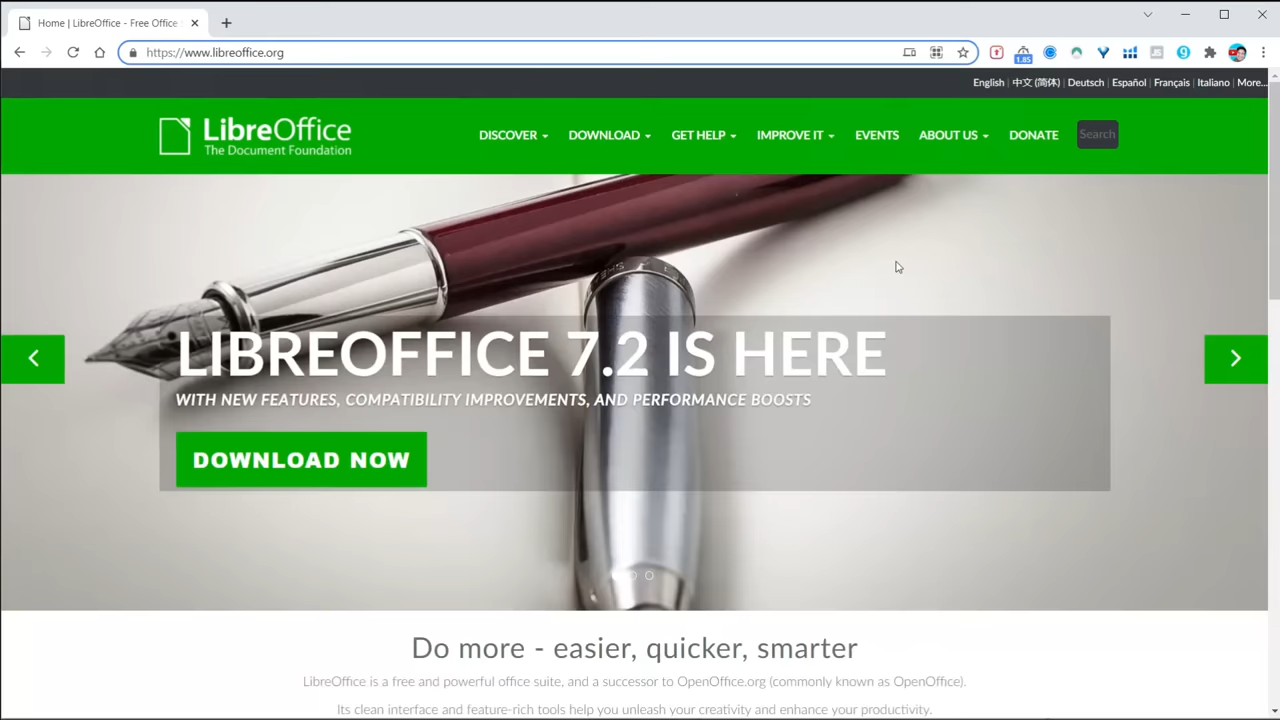 Home | LibreOffice - Free Office
https://www.libreoffice.org
1.85
JS
English | 中文 (简体) | Deutsch | Español | Français | Italiano | More...
LibreOffice
The Document Foundation
DISCOVER DOWNLOAD GET HELP IMPROVE IT EVENTS ABOUT US DONATE Search
LIBREOFFICE 7.2 IS HERE
WITH NEW FEATURES, COMPATIBILITY IMPROVEMENTS, AND PERFORMANCE BOOSTS
DOWNLOAD NOW
Do more - easier, quicker, smarter
LibreOffice is a free and powerful office suite, and a successor to OpenOffice.org (commonly known as OpenOffice).
Its clean interface and feature-rich tools help you unleash your creativity and enhance your productivity.